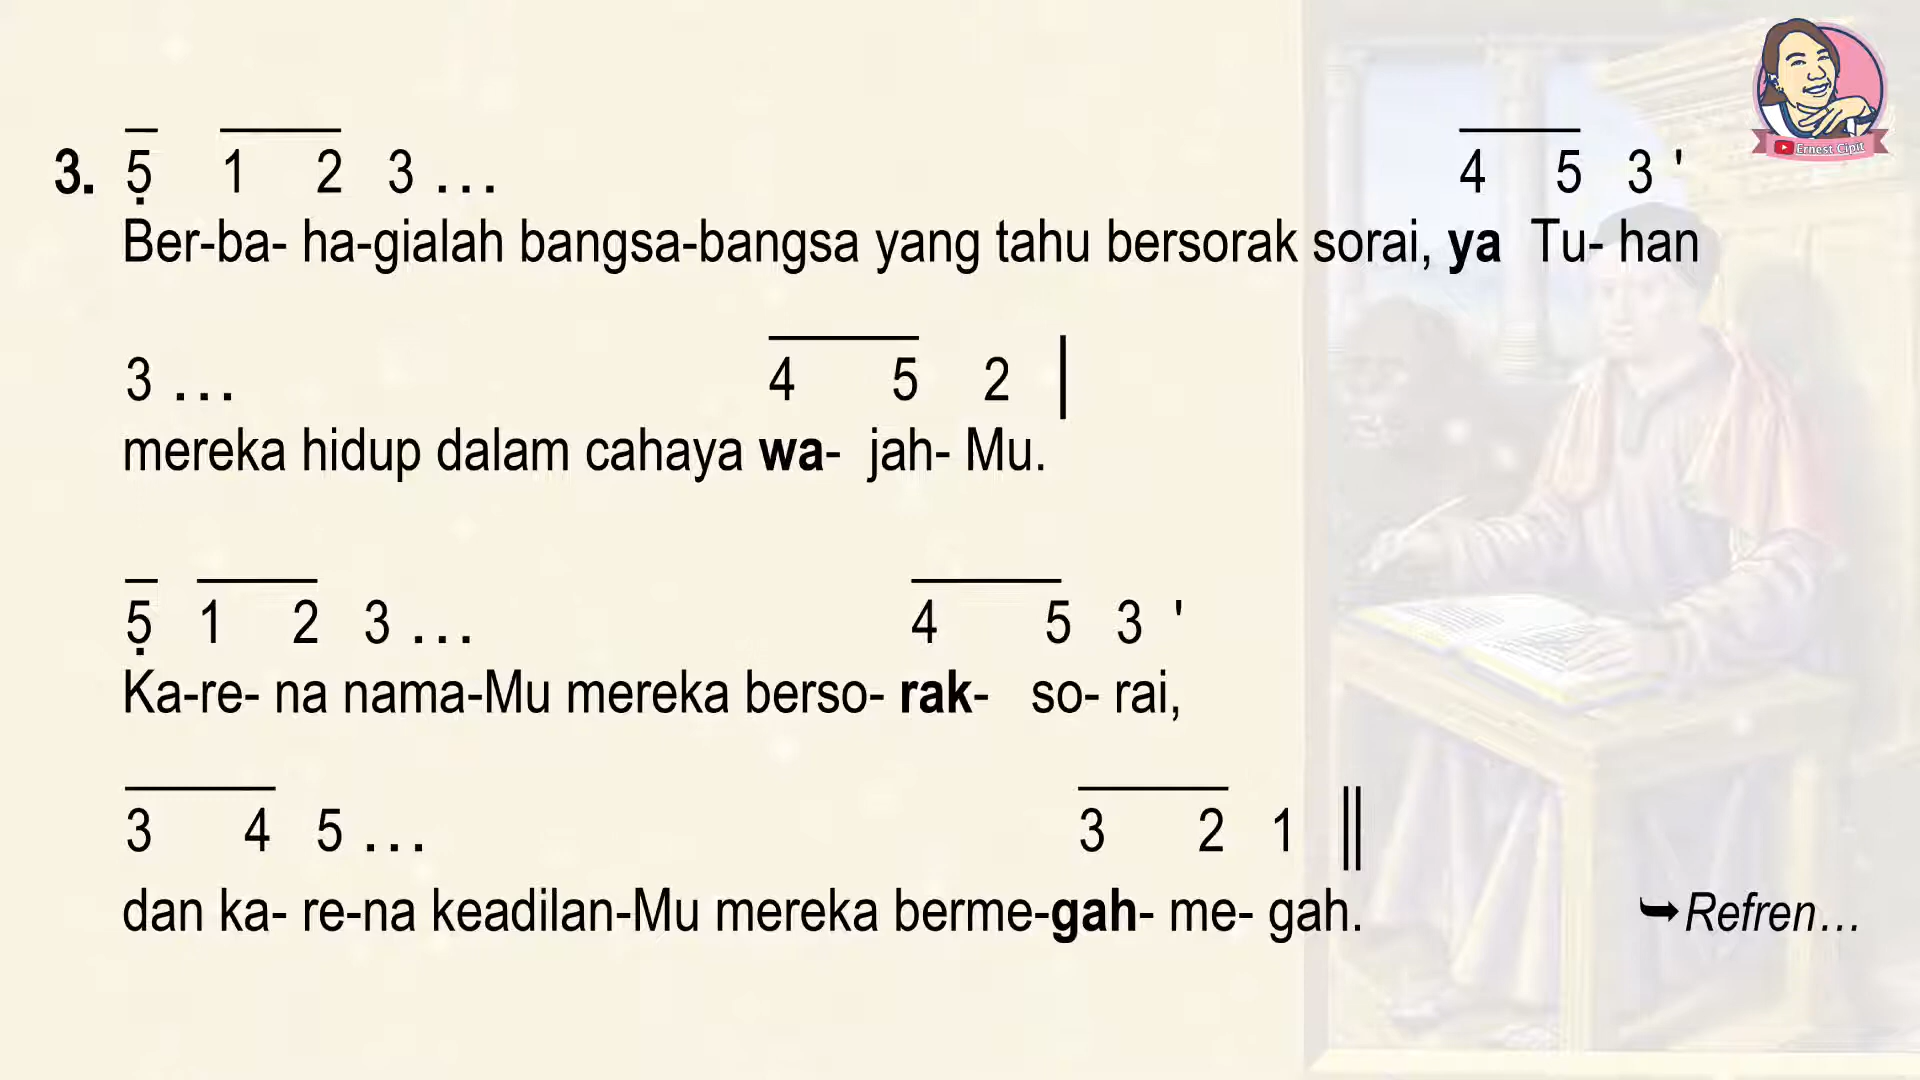 3. 5̣ 1 2 3 ... 4 5 3 '
Ber-ba- ha-gialah bangsa-bangsa yang tahu bersorak sorai, ya Tu- han
3 ... 4 5 2 |
mereka hidup dalam cahaya wa- jah- Mu.
5̣ 1 2 3 ... 4 5 3 '
Ka-re- na nama-Mu mereka berso- rak- so- rai,
3 4 5 ... 3 2 1 ||
dan ka- re-na keadilan-Mu mereka berme-gah- me- gah.
➥Refren...
Ernest Cipit